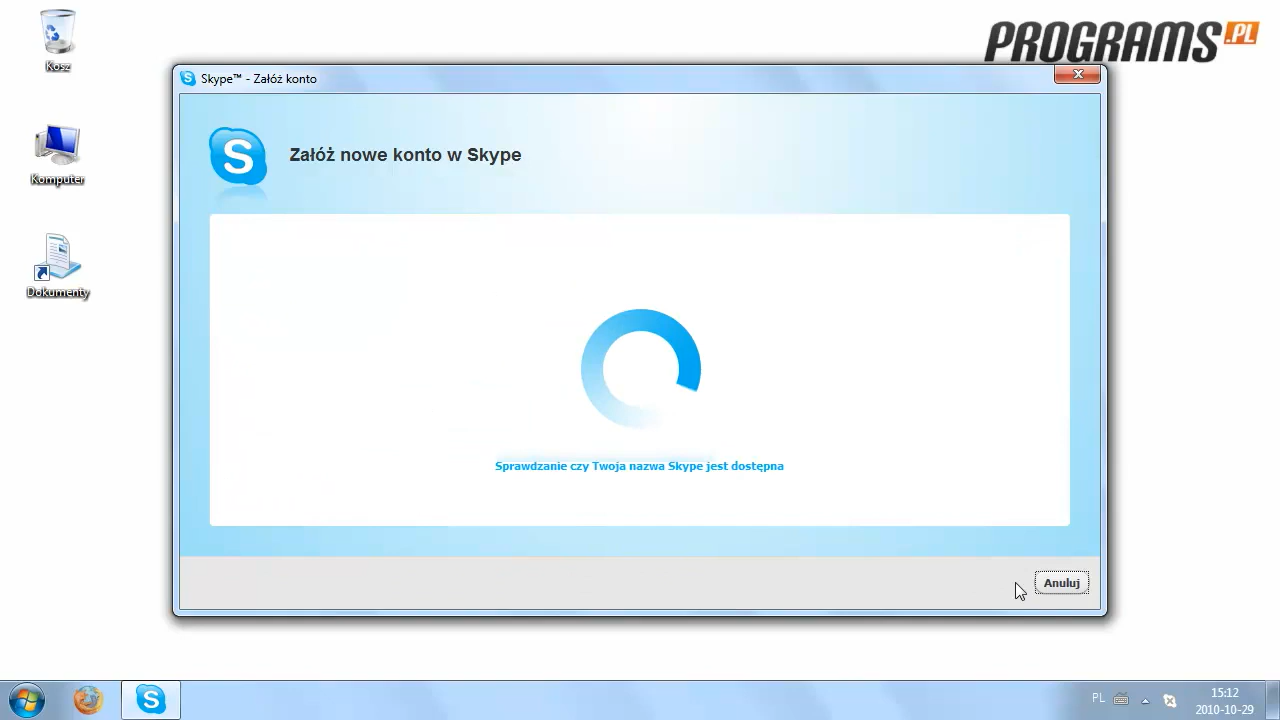 PROGRAMS.PL
Kosz
Skype™ - Załóż konto
S
Załóż nowe konto w Skype
Komputer
Dokumenty
Sprawdzanie czy Twoja nazwa Skype jest dostępna
Anuluj
PL
15:12
2010-10-29